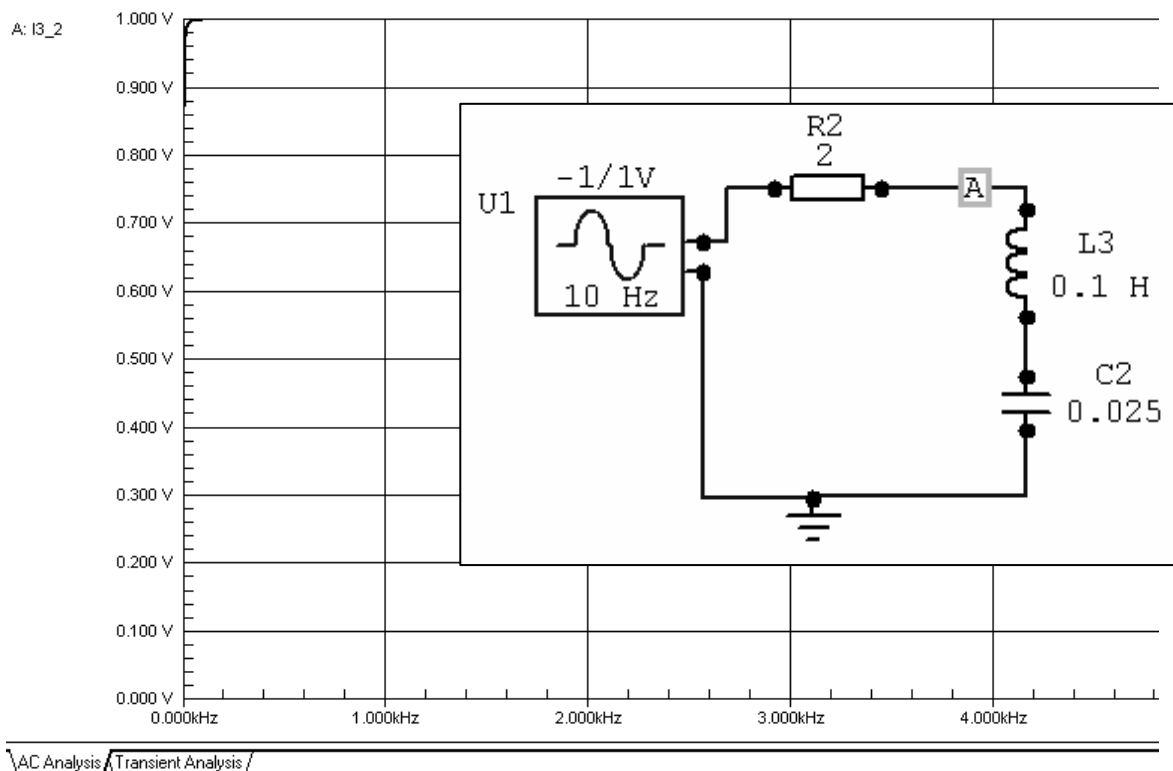 A: I3_2
1.000 V
0.900 V
0.800 V
0.700 V
0.600 V
0.500 V
0.400 V
0.300 V
0.200 V
0.100 V
0.000 V
0.000kHz 1.000kHz 2.000kHz 3.000kHz 4.000kHz
R2
2
-1/1V
U1
10 Hz
A
L3
0.1 H
C2
0.025
AC Analysis Transient Analysis